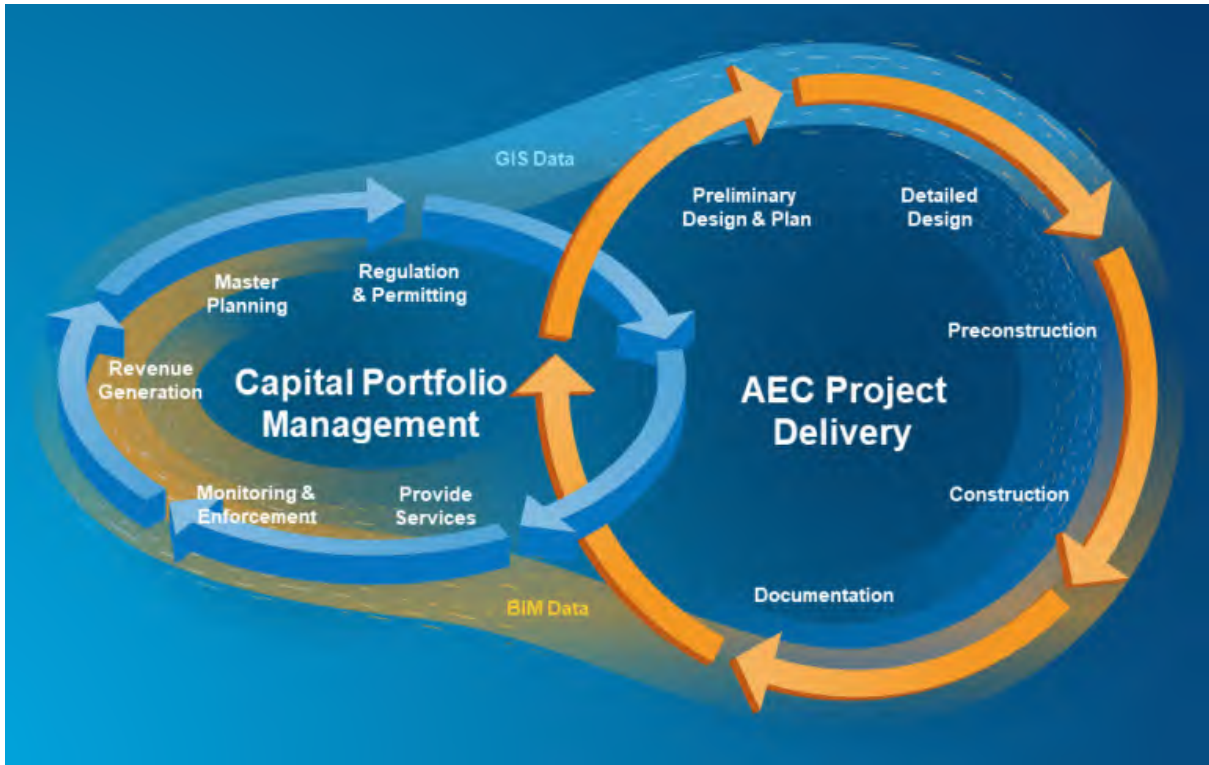 GIS Data
Preliminary
Design & Plan
Detailed
Design
Master
Planning
Regulation
& Permitting
Preconstruction
Revenue
Generation
Capital Portfolio
Management
AEC Project
Delivery
Monitoring &
Enforcement
Provide
Services
Construction
Documentation
BIM Data